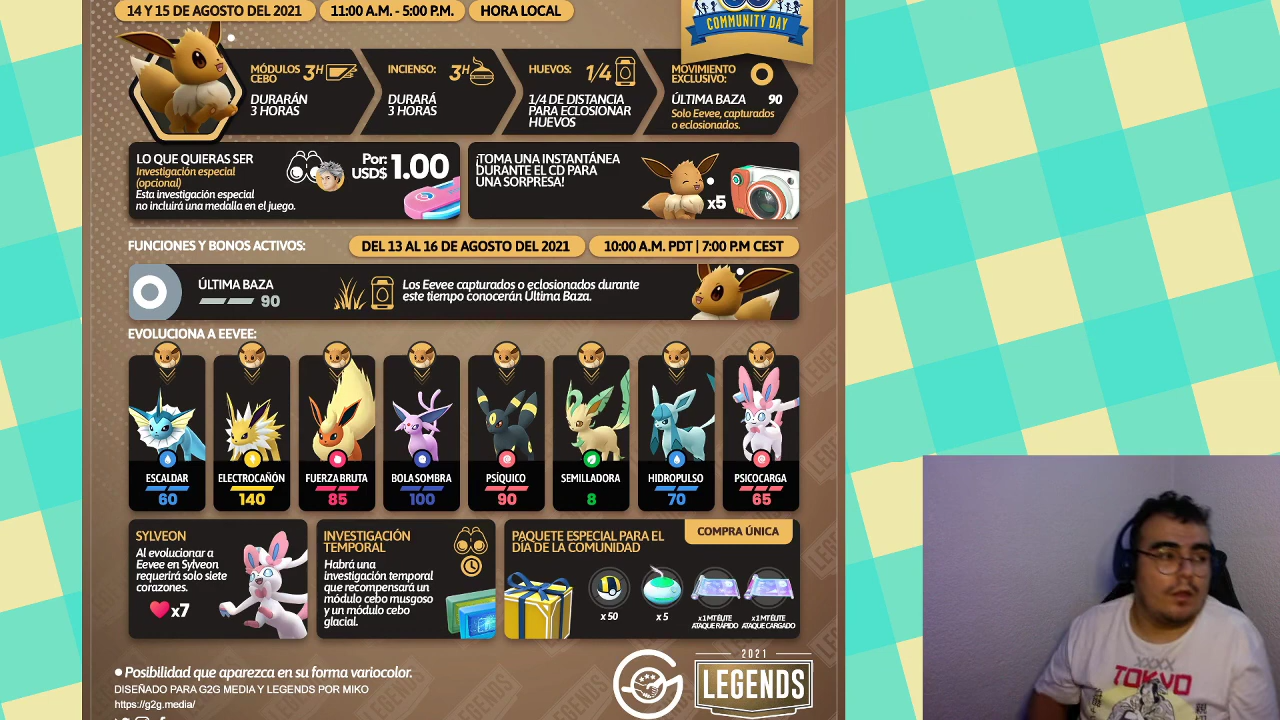 14 Y 15 DE AGOSTO DEL 2021
11:00 A.M. - 5:00 P.M.
HORA LOCAL
COMMUNITY DAY
MÓDULOS
CEBO
3H
DURARÁN
3 HORAS
INCIENSO:
3H
DURARÁ
3 HORAS
HUEVOS:
1/4
1/4 DE DISTANCIA
PARA ECLOSIONAR
HUEVOS
MOVIMIENTO
EXCLUSIVO:
ÚLTIMA BAZA 90
Solo Eevee, capturados
o eclosionados.
LO QUE QUIERAS SER
Investigación especial
(opcional)
Esta investigación especial
no incluirá una medalla en el juego.
Por:
USD$ 1.00
¡TOMA UNA INSTANTÁNEA
DURANTE EL CD PARA
UNA SORPRESA!
x5
FUNCIONES Y BONOS ACTIVOS:
DEL 13 AL 16 DE AGOSTO DEL 2021
10:00 A.M. PDT | 7:00 P.M CEST
ÚLTIMA BAZA
90
Los Eevee capturados o eclosionados durante
este tiempo conocerán Última Baza.
EVOLUCIONA A EEVEE:
ESCALDAR
60
ELECTROCAÑÓN
140
FUERZA BRUTA
85
BOLA SOMBRA
100
PSÍQUICO
90
SEMILLADORA
8
HIDROPULSO
70
PSICOCARGA
65
SYLVEON
Al evolucionar a
Eevee en Sylveon
requerirá solo siete
corazones.
x7
INVESTIGACIÓN
TEMPORAL
Habrá una
investigación temporal
que recompensará un
módulo cebo musgoso
y un módulo cebo
glacial.
PAQUETE ESPECIAL PARA EL
DÍA DE LA COMUNIDAD
COMPRA ÚNICA
x 50
x 5
x 1 MT ÉLITE
ATAQUE RÁPIDO
x 1 MT ÉLITE
ATAQUE CARGADO
Posibilidad que aparezca en su forma variocolor.
DISEÑADO PARA G2G MEDIA Y LEGENDS POR MIKO
https://g2g.media/
2021
LEGENDS
XXXX
TOKYO